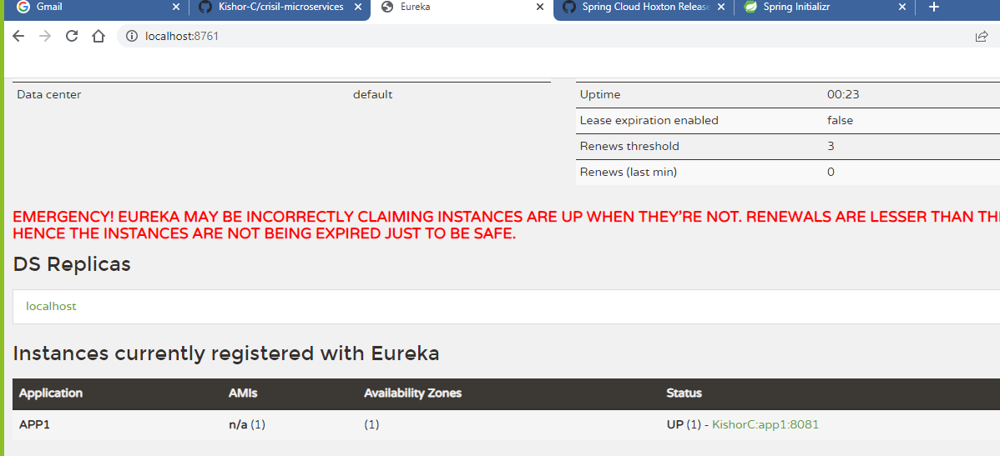 Gmail
Kishor-C/crisil-microservices
Eureka
Spring Cloud Hoxton Release
Spring Initializr
localhost:8761
Data center default
Uptime 00:23
Lease expiration enabled false
Renews threshold 3
Renews (last min) 0
EMERGENCY! EUREKA MAY BE INCORRECTLY CLAIMING INSTANCES ARE UP WHEN THEY'RE NOT. RENEWALS ARE LESSER THAN
HENCE THE INSTANCES ARE NOT BEING EXPIRED JUST TO BE SAFE.
DS Replicas
localhost
Instances currently registered with Eureka
Application AMIs Availability Zones Status
APP1 n/a (1) (1) UP (1) - KishorC:app1:8081